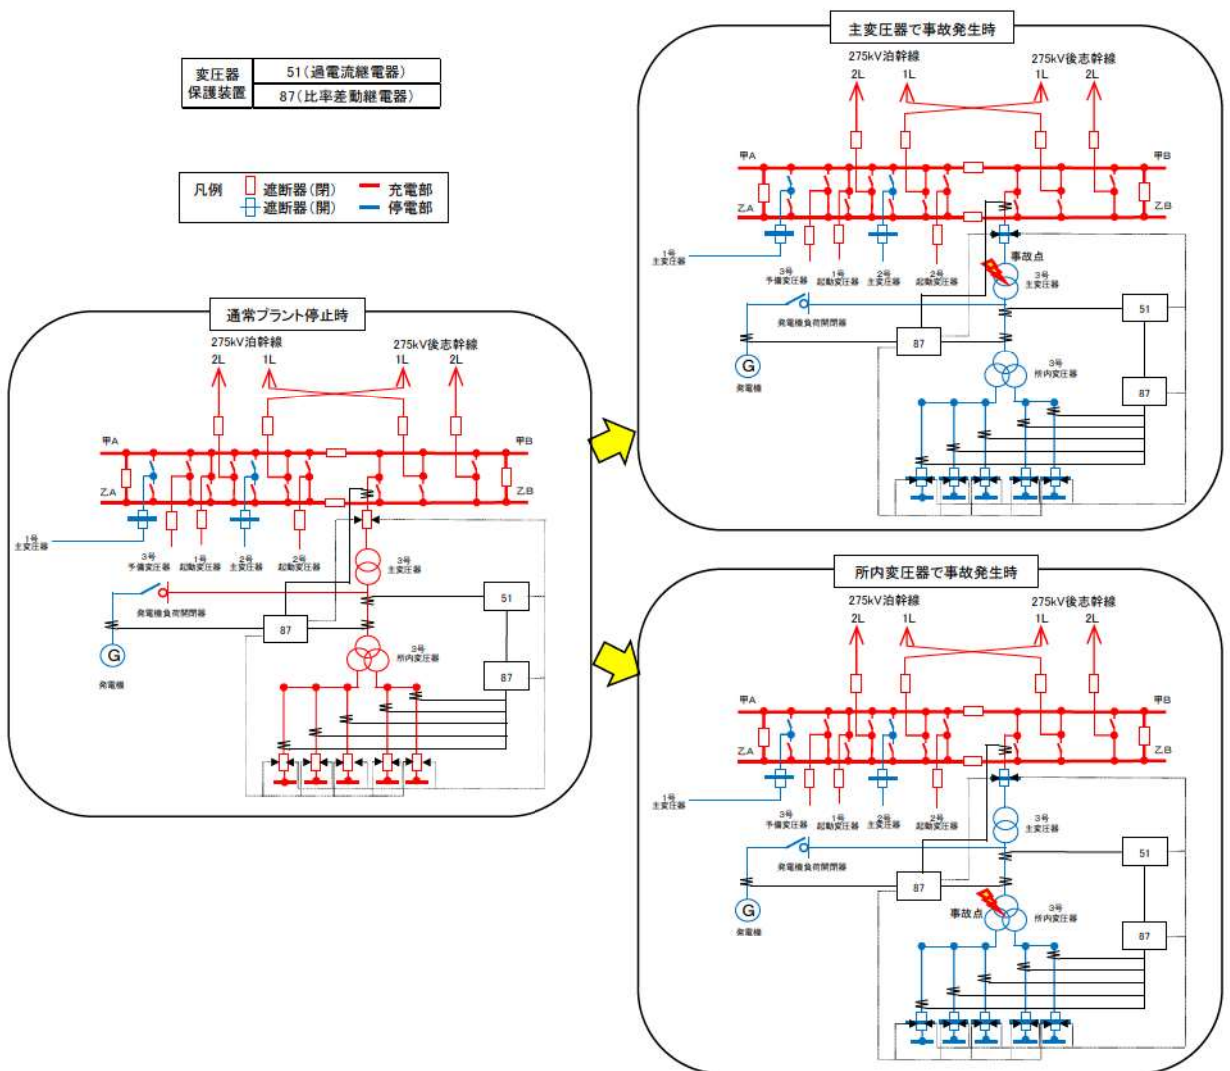 変圧器
保護装置
51(過電流継電器)
87(比率差動継電器)
凡例
遮断器(閉)
充電部
遮断器(開)
停電部
通常プラント停止時
275kV泊幹線
275kV後志幹線
2L
1L
1L
2L
甲A
甲B
乙A
乙B
1号
主変圧器
3号
予備変圧器
1号
起動変圧器
2号
主変圧器
2号
起動変圧器
3号
主変圧器
発電機負荷開閉器
51
87
G
発電機
3号
所内変圧器
87
主変圧器で事故発生時
275kV泊幹線
275kV後志幹線
2L
1L
1L
2L
甲A
甲B
乙A
乙B
1号
主変圧器
事故点
3号
予備変圧器
1号
起動変圧器
2号
主変圧器
2号
起動変圧器
3号
主変圧器
発電機負荷開閉器
51
87
G
発電機
3号
所内変圧器
87
所内変圧器で事故発生時
275kV泊幹線
275kV後志幹線
2L
1L
1L
2L
甲A
甲B
乙A
乙B
1号
主変圧器
3号
予備変圧器
1号
起動変圧器
2号
主変圧器
2号
起動変圧器
3号
主変圧器
発電機負荷開閉器
51
87
G
発電機
事故点
3号
所内変圧器
87